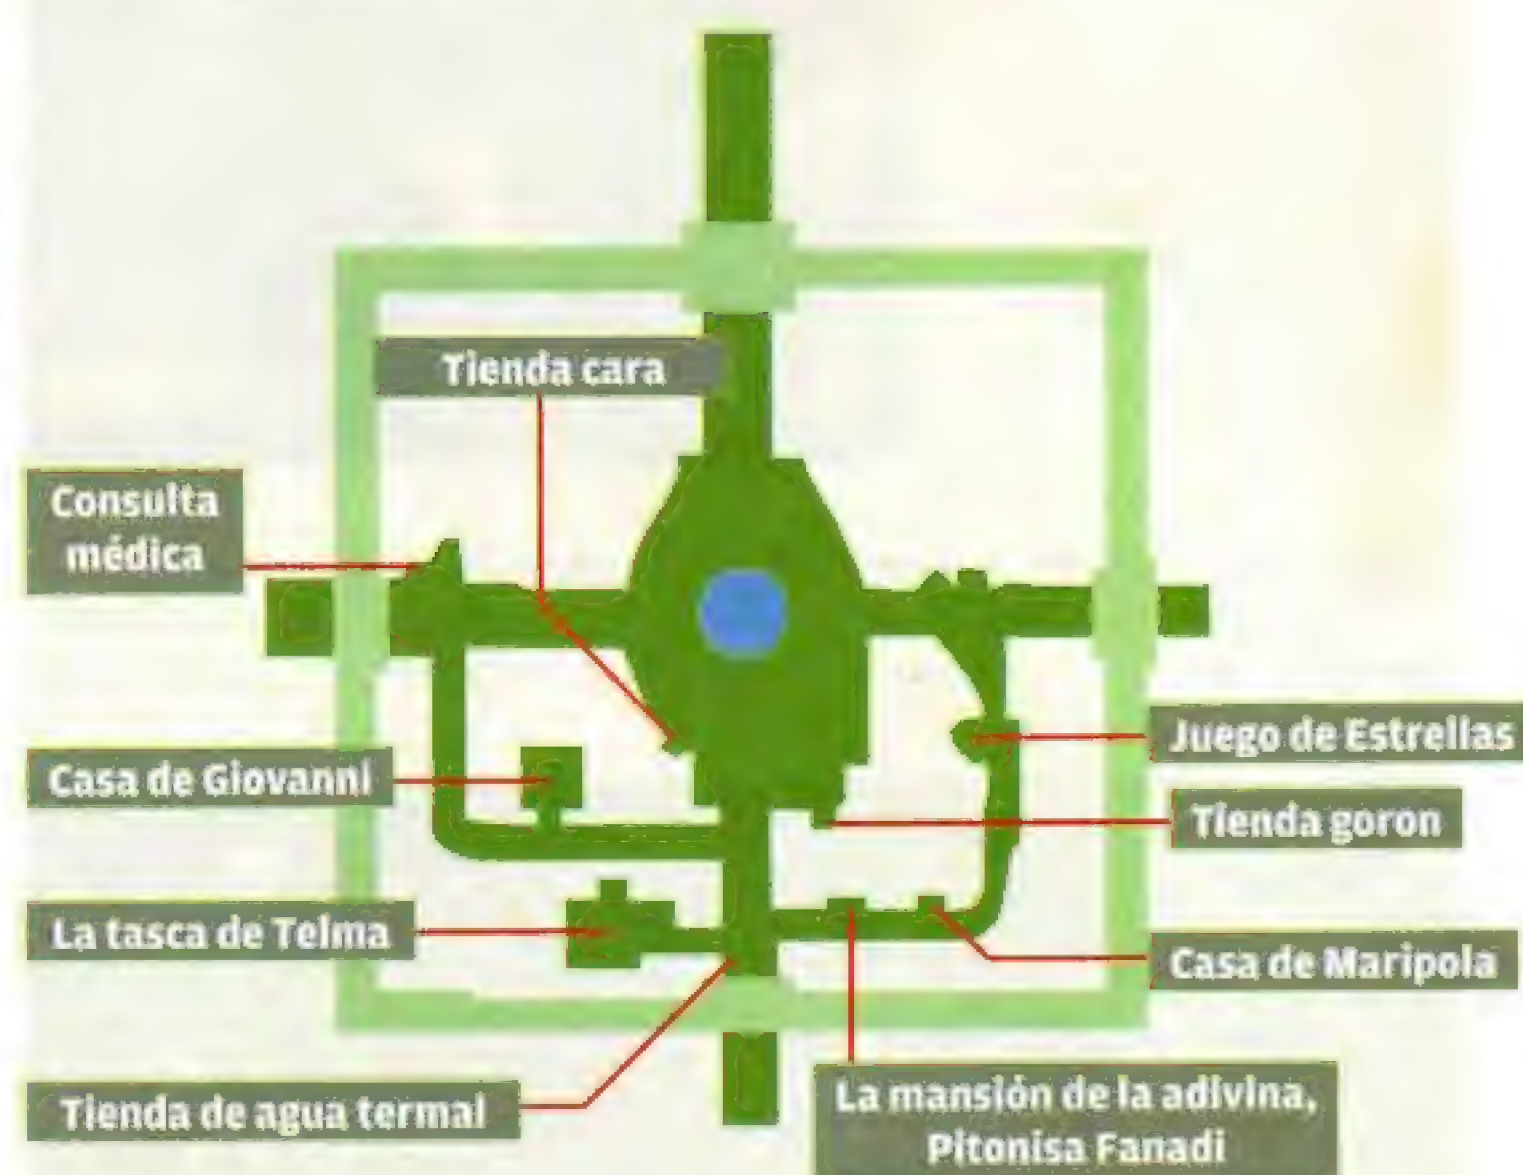 Tienda cara
Consulta
médica
Casa de Giovanni
La tasca de Telma
Tienda de agua termal
Juego de Estrellas
Tienda goron
Casa de Maripola
La mansión de la adivina,
Pitonisa Fanadi